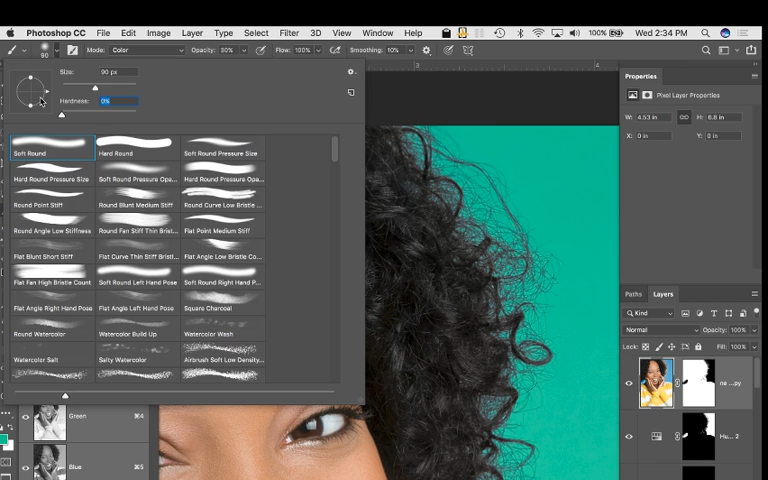 Photoshop CC File Edit Image Layer Type Select Filter 3D View Window Help 100% Wed 2:34 PM
90 Mode: Color Opacity: 30% Flow: 100% Smoothing: 10%
Size: 90 px
Hardness: 0%
3 4
Soft Round Hard Round Soft Round Pressure Size
Hard Round Pressure Size Soft Round Pressure Opa... Hard Round Pressure Opa...
Round Point Stiff Round Blunt Medium Stiff Round Curve Low Bristle ...
Round Angle Low Stiffness Round Fan Stiff Thin Brist... Flat Point Medium Stiff
Flat Blunt Short Stiff Flat Curve Thin Stiff Bristl... Flat Angle Low Bristle Co...
Flat Fan High Bristle Count Soft Round Left Hand Pose Soft Round Right Hand P...
Flat Angle Right Hand Pose Flat Angle Left Hand Pose Square Charcoal
Round Watercolor Watercolor Build Up Watercolor Wash
Watercolor Salt Salty Watercolor Airbrush Soft Low Density...
Green ⌘4
Blue ⌘5
Properties
Pixel Layer Properties
W: 4.53 in H: 6.8 in
X: 0 in Y: 0 in
Paths Layers
Kind
Normal Opacity: 100%
Lock: Fill: 100%
ne ...py
Hu... 2